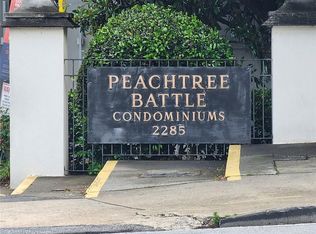 PEACHTREE
BATTLE
CONDOMINIUMS
2285